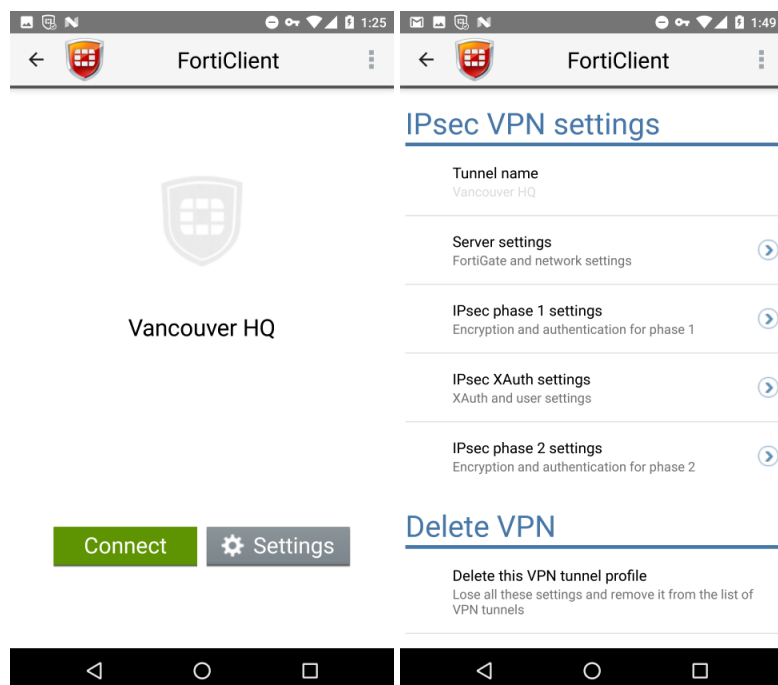 1:25
FortiClient
Vancouver HQ
Connect
Settings
1:49
FortiClient
IPsec VPN settings
Tunnel name
Vancouver HQ
Server settings
FortiGate and network settings
IPsec phase 1 settings
Encryption and authentication for phase 1
IPsec XAuth settings
XAuth and user settings
IPsec phase 2 settings
Encryption and authentication for phase 2
Delete VPN
Delete this VPN tunnel profile
Lose all these settings and remove it from the list of
VPN tunnels